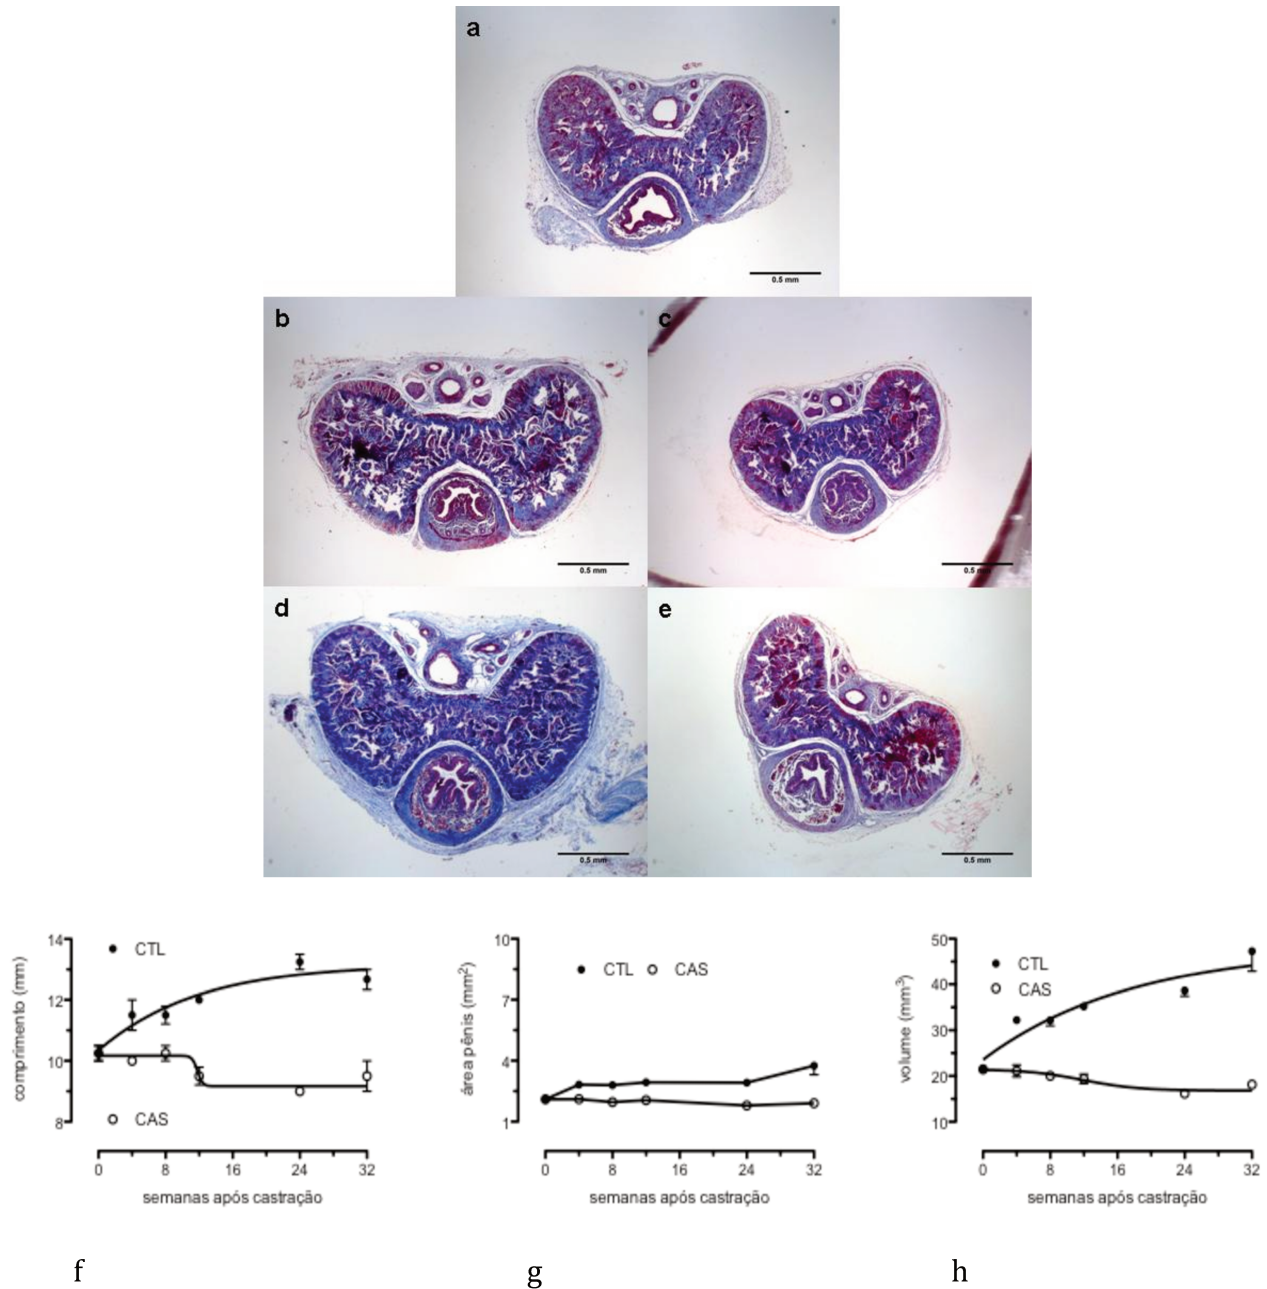 a
0.5 mm
b
0.5 mm
c
0.5 mm
d
0.5 mm
e
0.5 mm
comprimento (mm)
14
12
10
8
CTL
CAS
0
8
16
24
32
semanas após castração
área pênis (mm²)
10
7
4
1
CTL
CAS
0
8
16
24
32
semanas após castração
volume (mm³)
50
40
30
20
10
CTL
CAS
0
8
16
24
32
semanas após castração
f
g
h